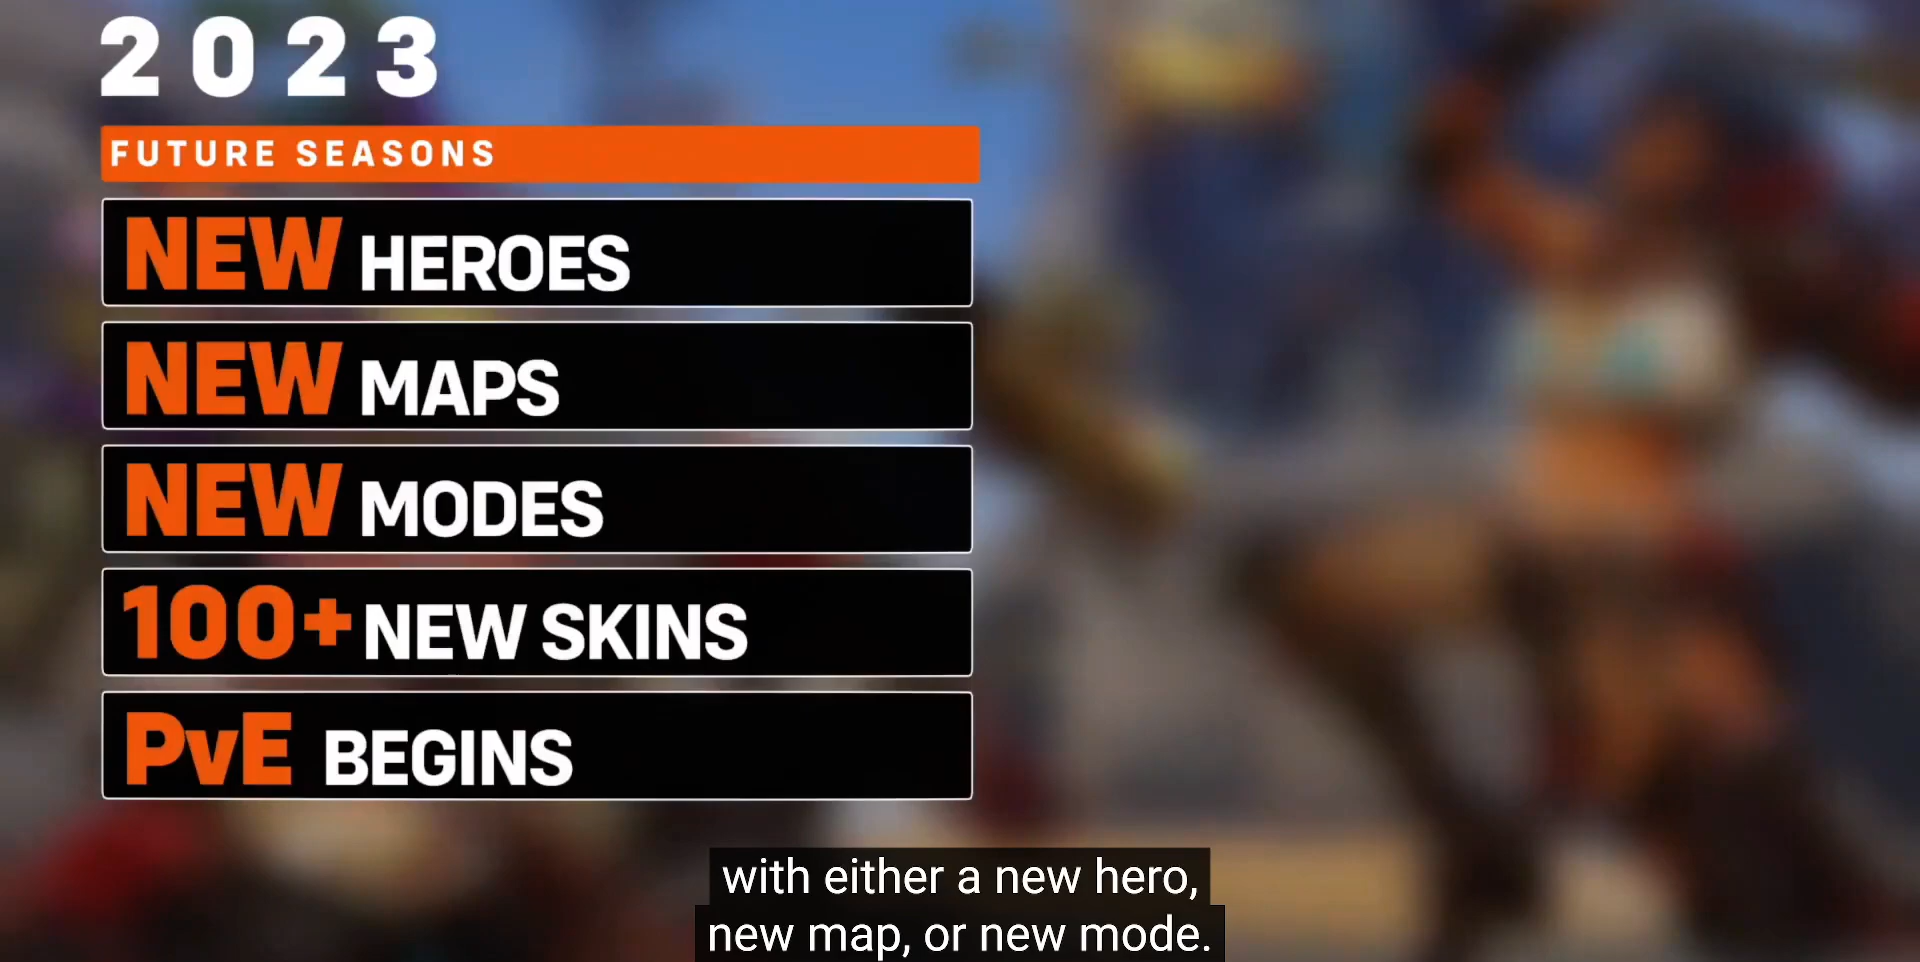 2023
FUTURE SEASONS
NEW HEROES
NEW MAPS
NEW MODES
100+ NEW SKINS
PvE BEGINS
with either a new hero,
new map, or new mode.